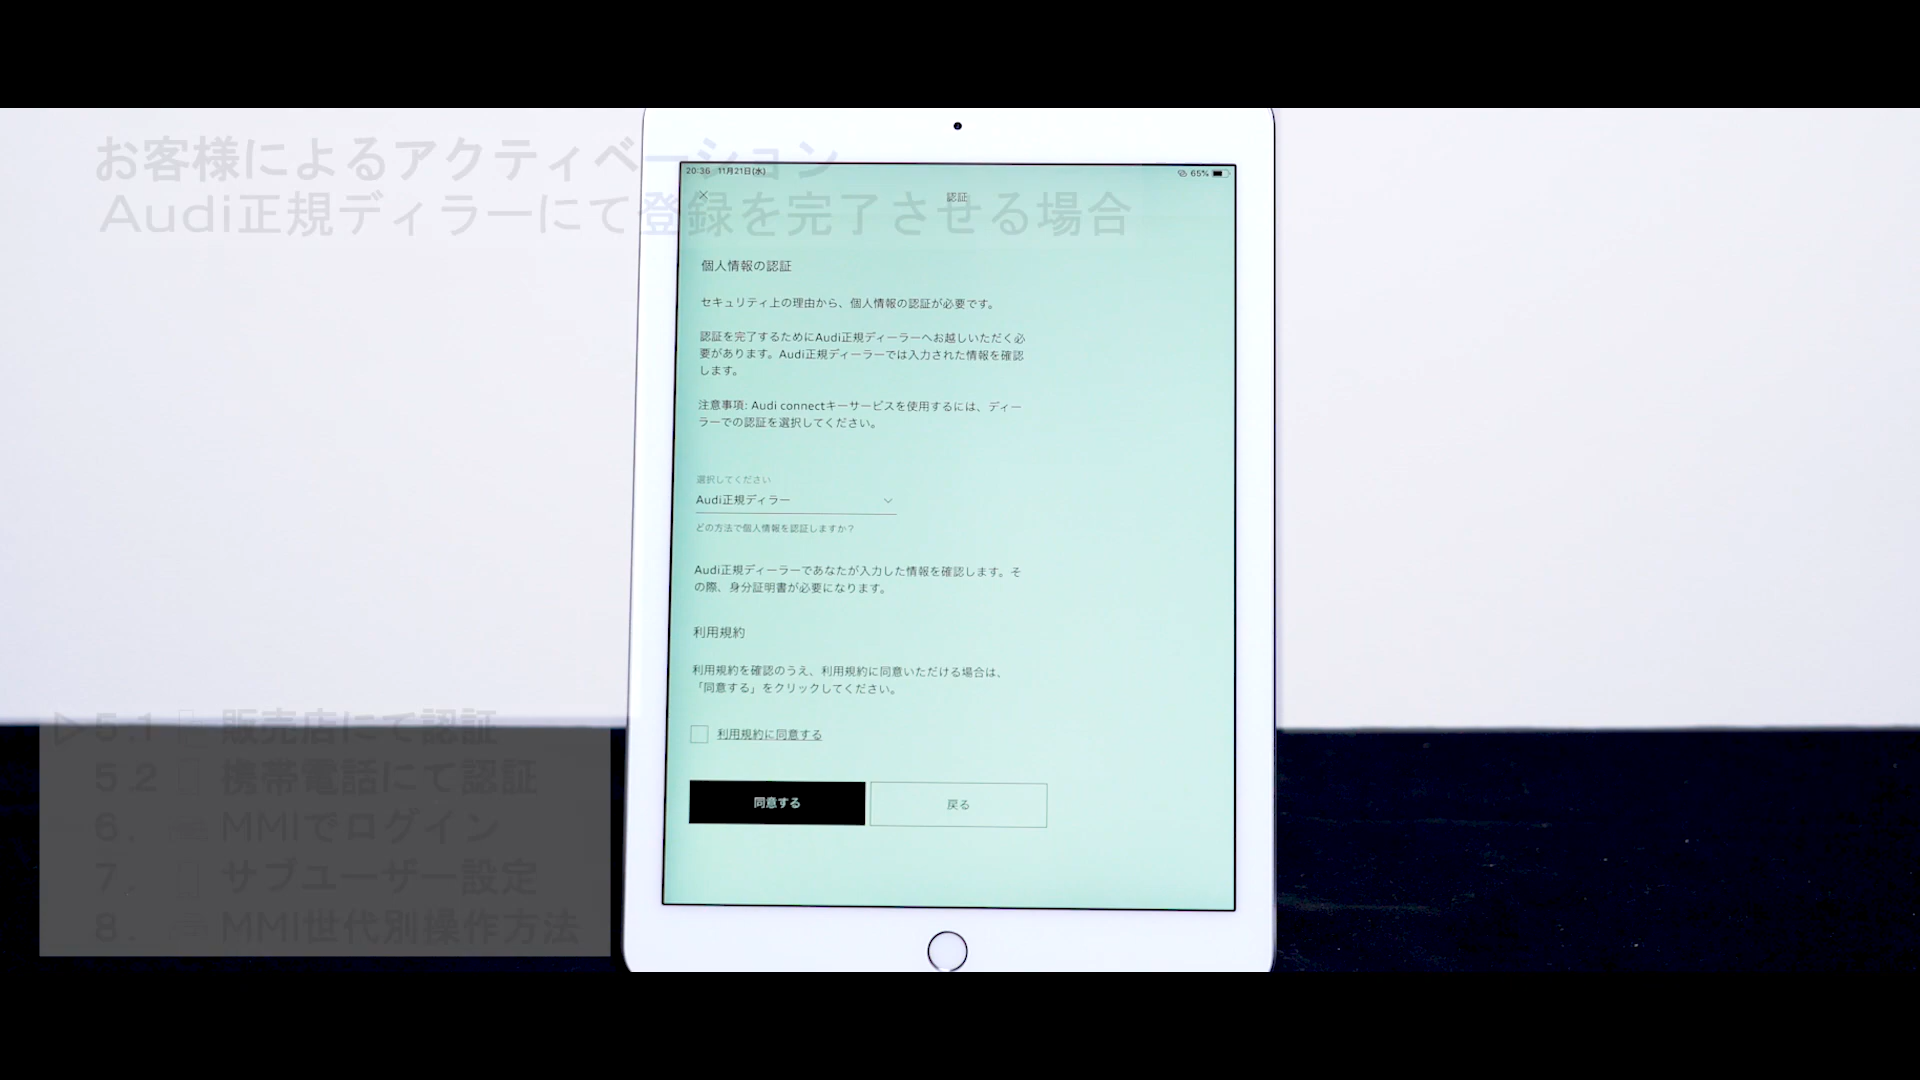 お客様によるアクティベーション
Audi正規ディラーにて登録を完了させる場合
20:36 11月21日(水)
65%
認証
個人情報の認証
セキュリティ上の理由から、個人情報の認証が必要です。
認証を完了するためにAudi正規ディーラーへお越しいただく必
要があります。Audi正規ディーラーでは入力された情報を確認
します。
注意事項: Audi connectキーサービスを使用するには、ディー
ラーでの認証を選択してください。
選択してください
Audi正規ディラー
どの方法で個人情報を認証しますか？
Audi正規ディーラーであなたが入力した情報を確認します。そ
の際、身分証明書が必要になります。
利用規約
利用規約を確認のうえ、利用規約に同意いただける場合は、
「同意する」をクリックしてください。
利用規約に同意する
同意する
戻る
▷5.1 販売店にて認証
5.2 携帯電話にて認証
6. MMIでログイン
7. サブユーザー設定
8. MMI世代別操作方法